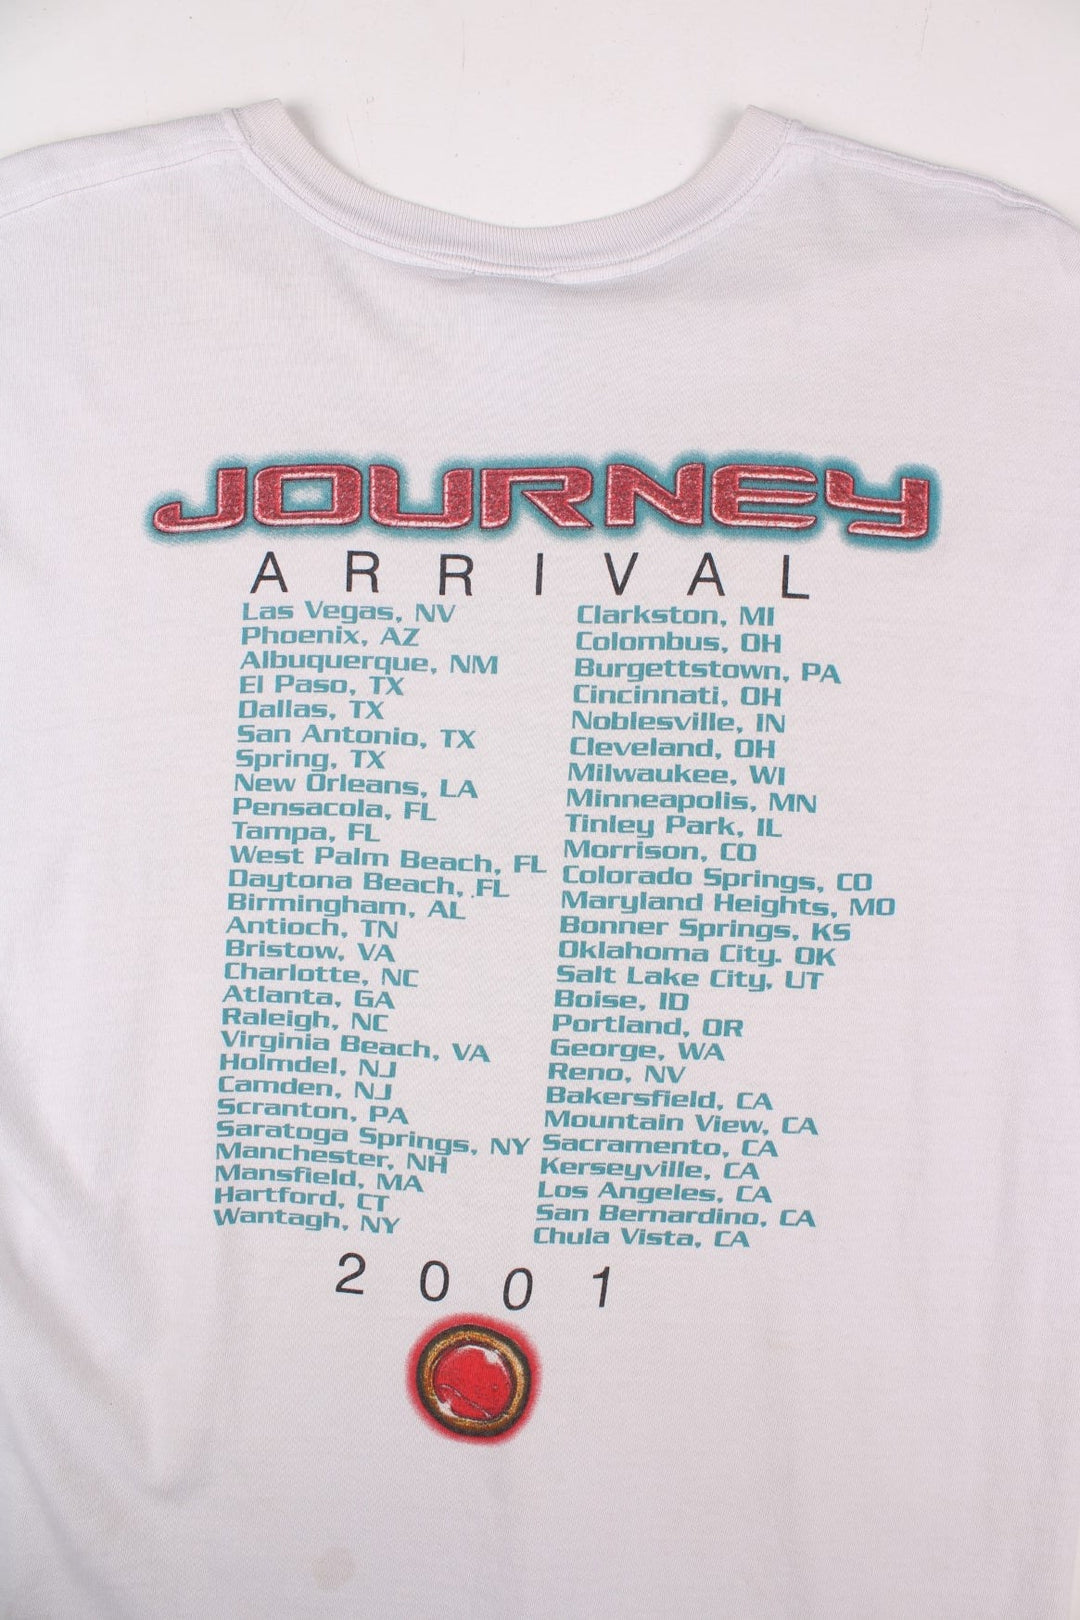 JOURNEY
ARRIVAL
Las Vegas, NV
Phoenix, AZ
Albuquerque, NM
El Paso, TX
Dallas, TX
San Antonio, TX
Spring, TX
New Orleans, LA
Pensacola, FL
Tampa, FL
West Palm Beach, FL
Daytona Beach, FL
Birmingham, AL
Antioch, TN
Bristow, VA
Charlotte, NC
Atlanta, GA
Raleigh, NC
Virginia Beach, VA
Holmdel, NJ
Camden, NJ
Scranton, PA
Saratoga Springs, NY
Manchester, NH
Mansfield, MA
Hartford, CT
Wantagh, NY
Clarkston, MI
Colombus, OH
Burgettstown, PA
Cincinnati, OH
Noblesville, IN
Cleveland, OH
Milwaukee, WI
Minneapolis, MN
Tinley Park, IL
Morrison, CO
Colorado Springs, CO
Maryland Heights, MO
Bonner Springs, KS
Oklahoma City. OK
Salt Lake City, UT
Boise, ID
Portland, OR
George, WA
Reno, NV
Bakersfield, CA
Mountain View, CA
Sacramento, CA
Kerseyville, CA
Los Angeles, CA
San Bernardino, CA
Chula Vista, CA
2001